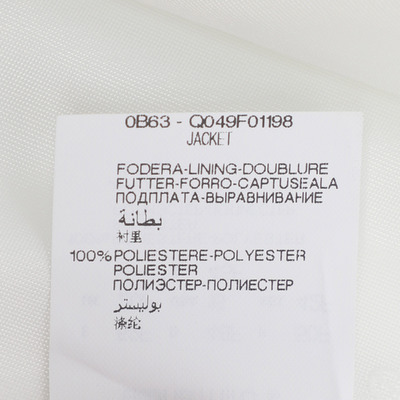 0B63 - Q049F01198
JACKET
FODERA-LINING-DOUBLURE
FUTTER-FORRO-CAPTUSEALA
ПОДПЛАТА-ВЫРАВНИВАНИЕ
بطانة
衬里
100% POLIESTERE-POLYESTER
POLIESTER
ПОЛИЭСТЕР-ПОЛИЕСТЕР
بوليستر
涤纶